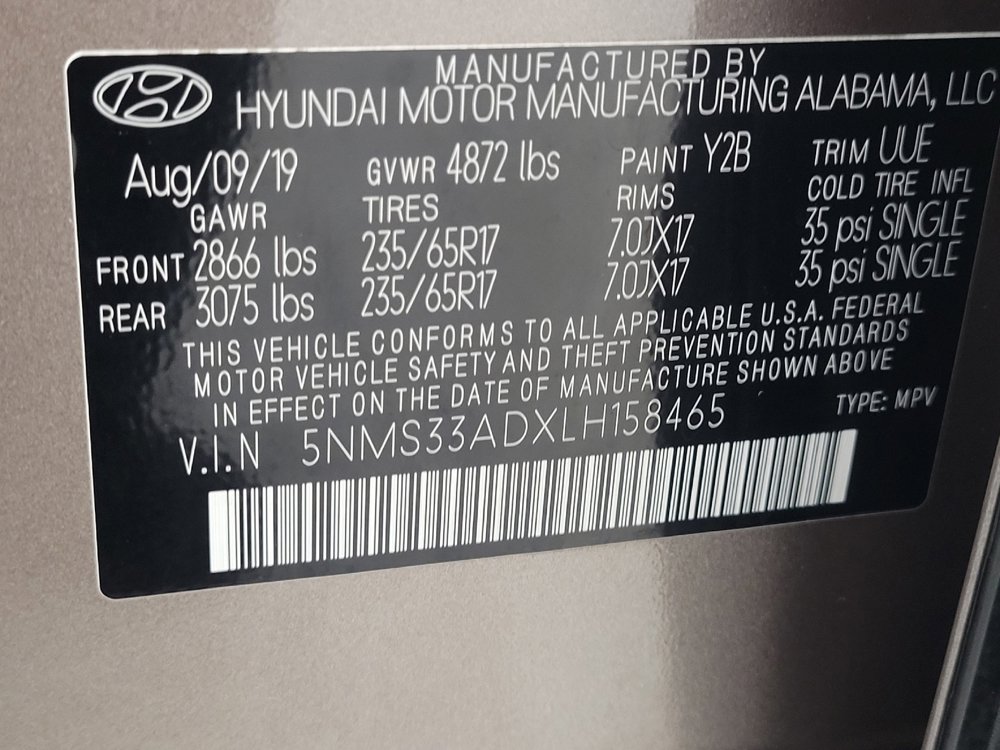 MANUFACTURED BY
HYUNDAI MOTOR MANUFACTURING ALABAMA, LLC
Aug/09/19 GVWR 4872 lbs PAINT Y2B TRIM UUE
GAWR TIRES RIMS COLD TIRE INFL
FRONT 2866 lbs 235/65R17 7.0JX17 35 psi SINGLE
REAR 3075 lbs 235/65R17 7.0JX17 35 psi SINGLE
THIS VEHICLE CONFORMS TO ALL APPLICABLE U.S.A. FEDERAL
MOTOR VEHICLE SAFETY AND THEFT PREVENTION STANDARDS
IN EFFECT ON THE DATE OF MANUFACTURE SHOWN ABOVE
V.I.N 5NMS33ADXLH158465 TYPE: MPV